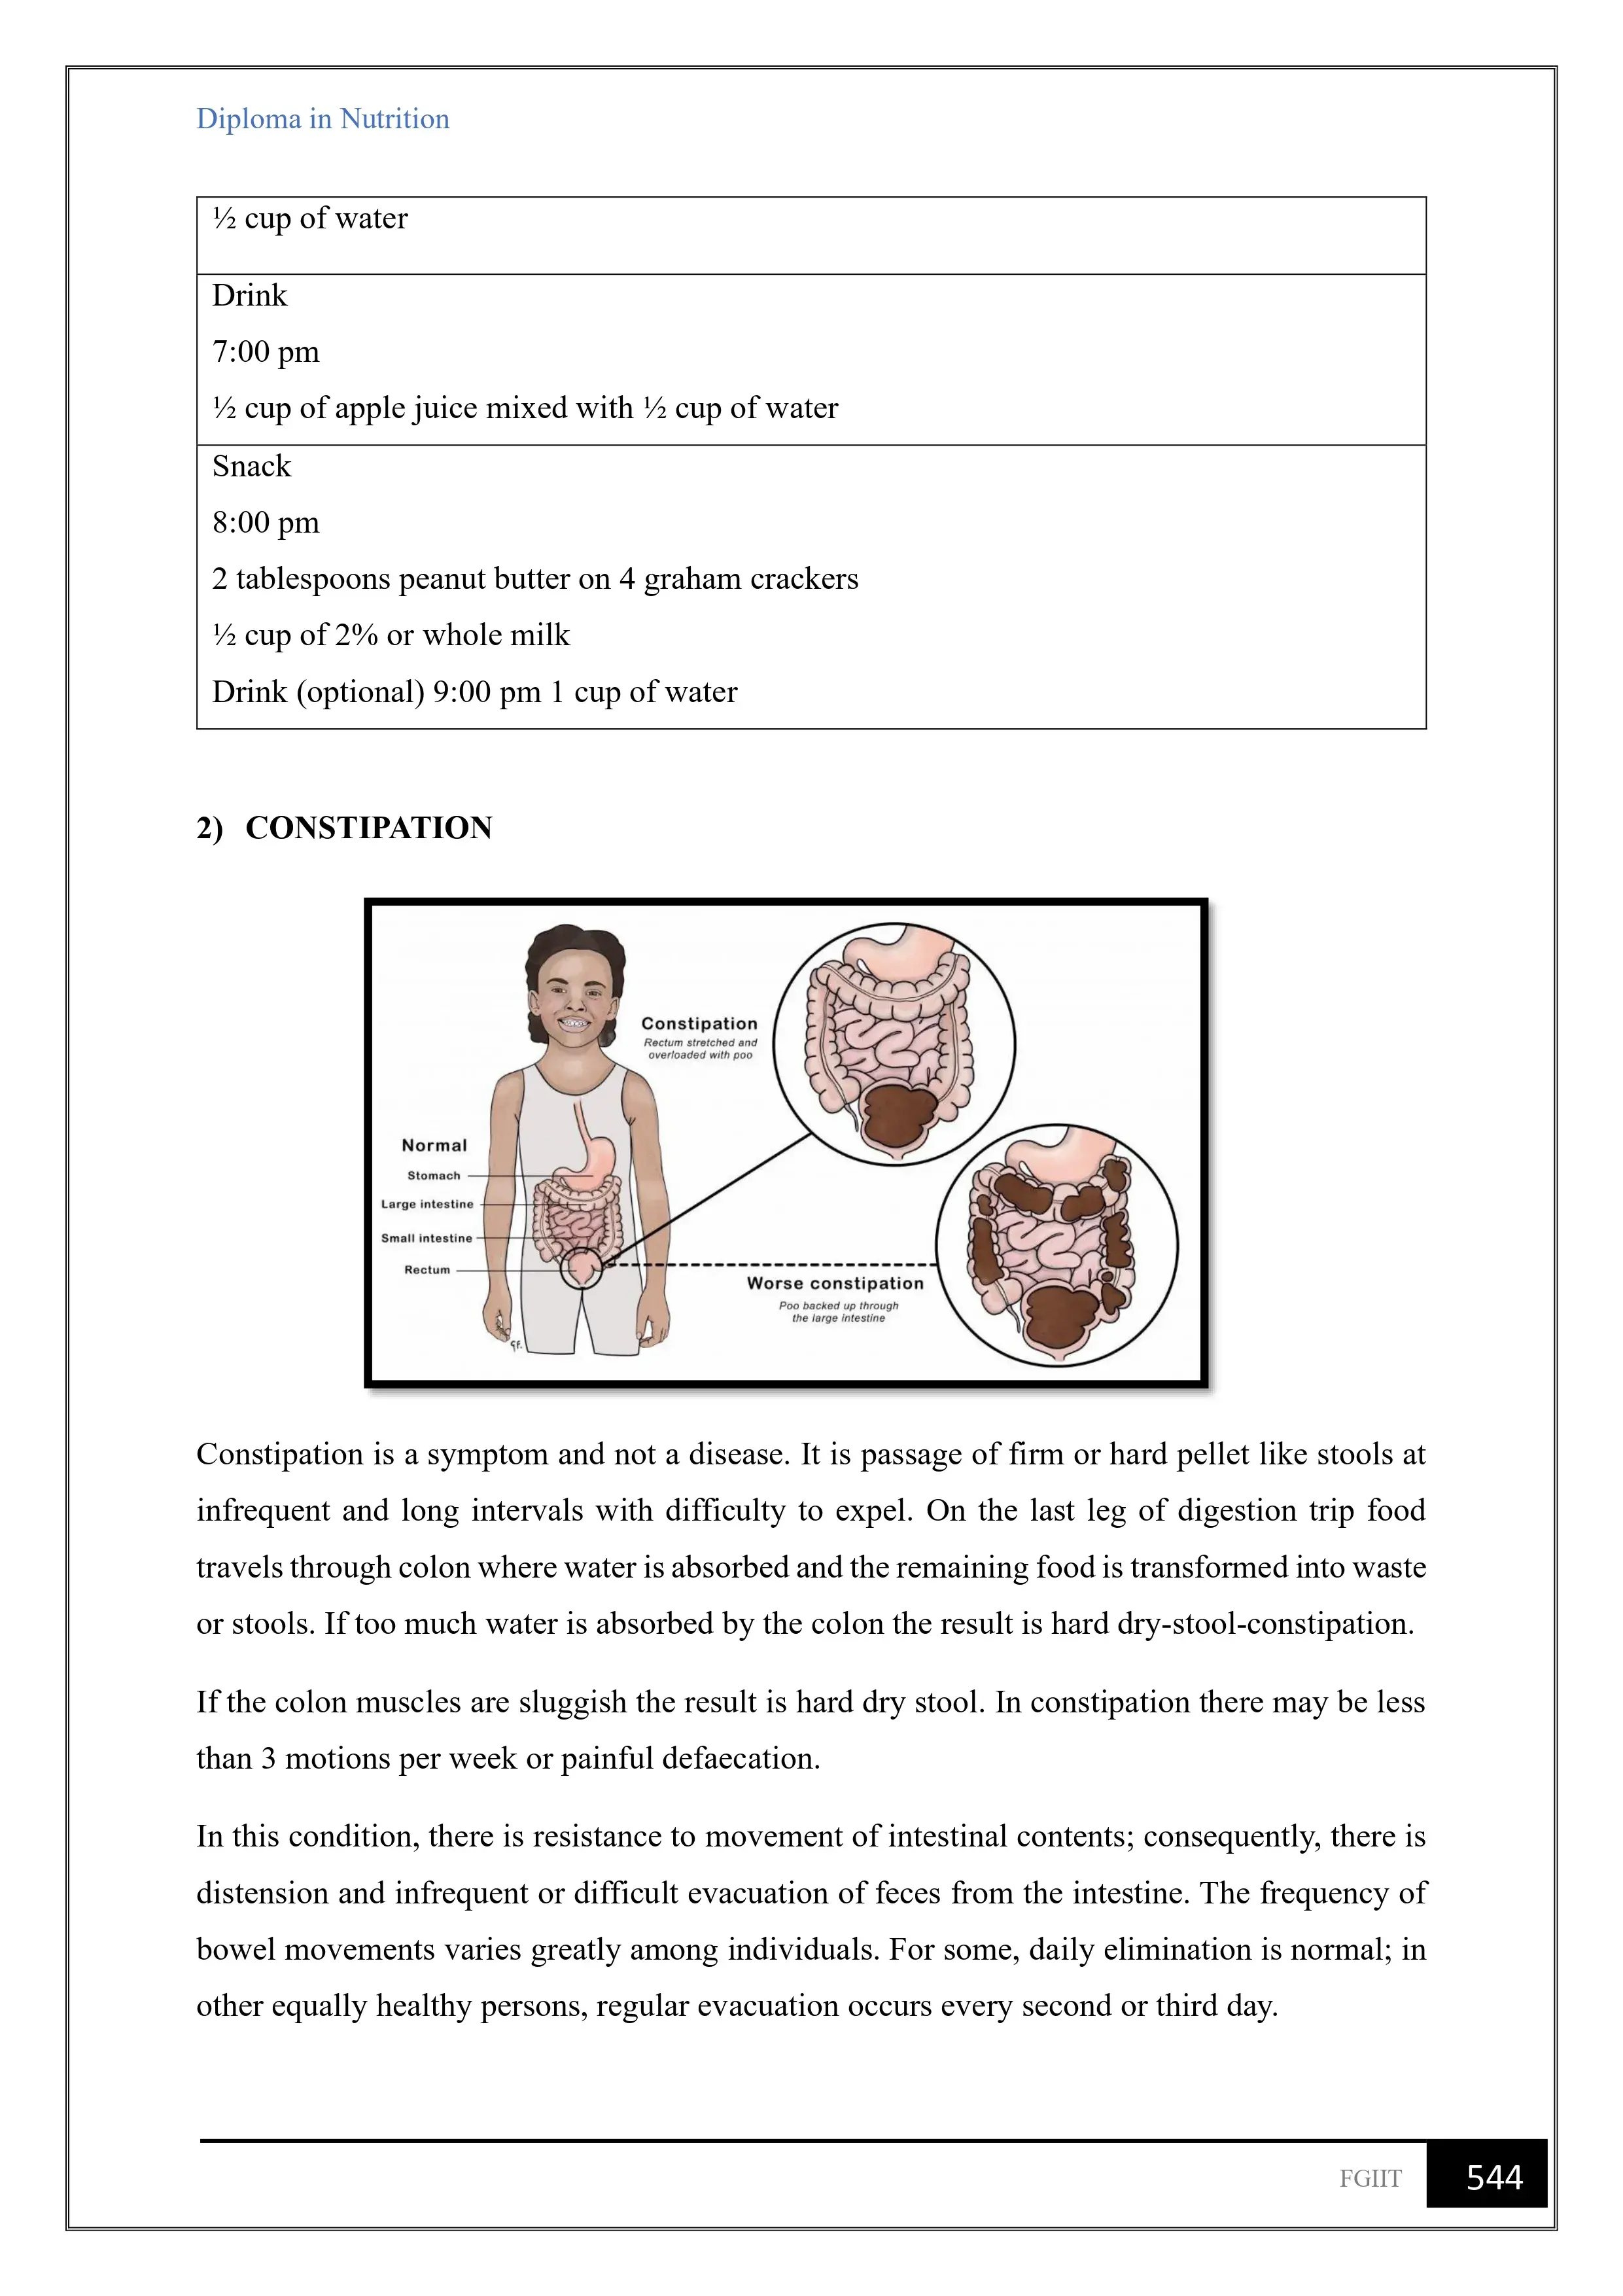 Diploma in Nutrition
½ cup of water
Drink
7:00 pm
½ cup of apple juice mixed with ½ cup of water
Snack
8:00 pm
2 tablespoons peanut butter on 4 graham crackers
½ cup of 2% or whole milk
Drink (optional) 9:00 pm 1 cup of water
2) CONSTIPATION
Constipation
Rectum stretched and
overloaded with poo
Normal
Stomach
Large intestine
Small intestine
Rectum
Worse constipation
Poo backed up through
the large intestine
Constipation is a symptom and not a disease. It is passage of firm or hard pellet like stools at
infrequent and long intervals with difficulty to expel. On the last leg of digestion trip food
travels through colon where water is absorbed and the remaining food is transformed into waste
or stools. If too much water is absorbed by the colon the result is hard dry-stool-constipation.
If the colon muscles are sluggish the result is hard dry stool. In constipation there may be less
than 3 motions per week or painful defaecation.
In this condition, there is resistance to movement of intestinal contents; consequently, there is
distension and infrequent or difficult evacuation of feces from the intestine. The frequency of
bowel movements varies greatly among individuals. For some, daily elimination is normal; in
other equally healthy persons, regular evacuation occurs every second or third day.
FGIIT
544